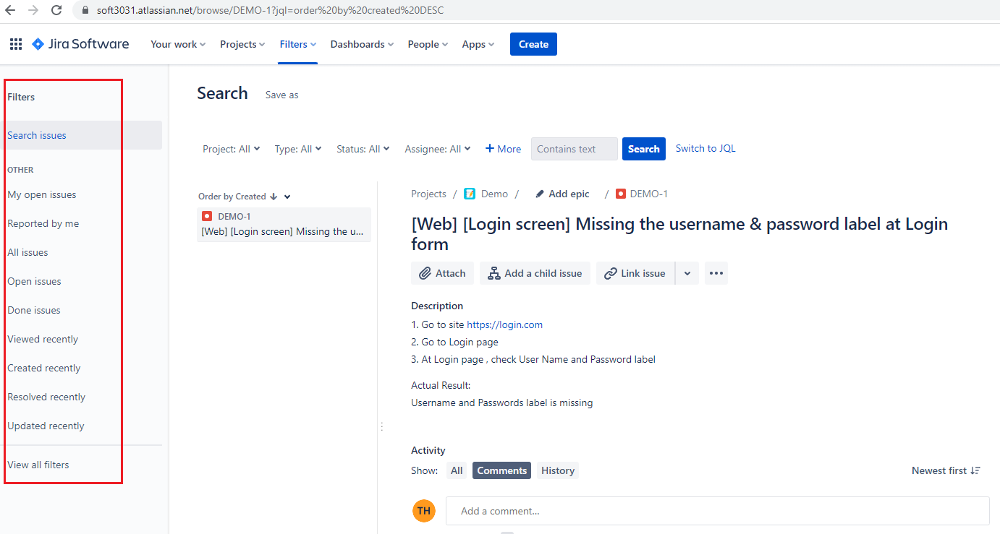 soft3031.atlassian.net/browse/DEMO-1?jql=order%20by%20created%20DESC
Jira Software Your work Projects Filters Dashboards People Apps Create
Filters
Search issues
OTHER
My open issues
Reported by me
All issues
Open issues
Done issues
Viewed recently
Created recently
Resolved recently
Updated recently
View all filters
Search Save as
Project: All Type: All Status: All Assignee: All + More Contains text Search Switch to JQL
Order by Created
DEMO-1
[Web] [Login screen] Missing the u...
Projects / Demo / Add epic / DEMO-1
[Web] [Login screen] Missing the username & password label at Login
form
Attach Add a child issue Link issue
Description
1. Go to site https://login.com
2. Go to Login page
3. At Login page , check User Name and Password label
Actual Result:
Username and Passwords label is missing
Activity
Show: All Comments History Newest first
TH Add a comment...